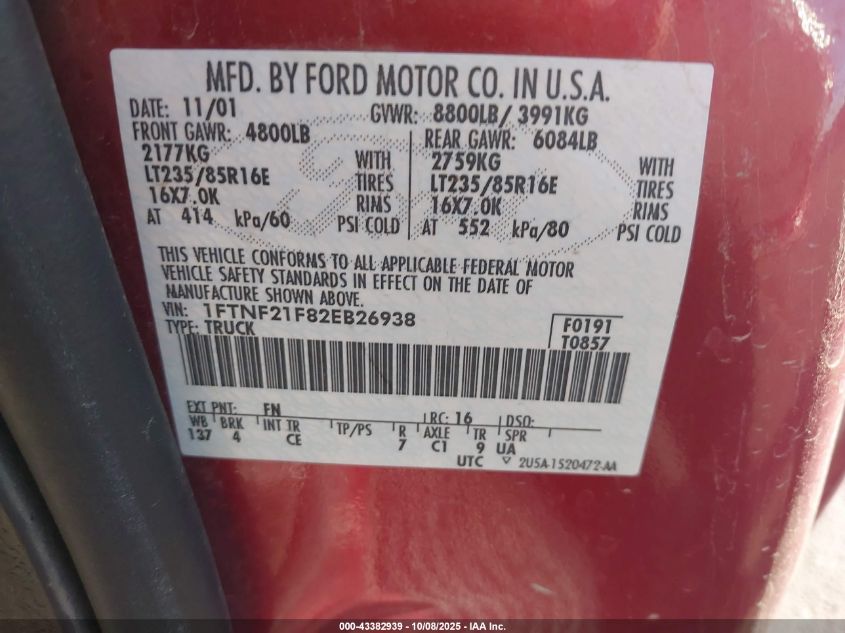 MFD. BY FORD MOTOR CO. IN U.S.A.
DATE: 11/01 GVWR: 8800LB/ 3991KG
FRONT GAWR: 4800LB REAR GAWR: 6084LB
2177KG WITH 2759KG WITH
LT235/85R16E TIRES LT235/85R16E TIRES
16X7.0K RIMS 16X7.0K RIMS
AT 414 kPa/60 PSI COLD AT 552 kPa/80 PSI COLD
THIS VEHICLE CONFORMS TO ALL APPLICABLE FEDERAL MOTOR
VEHICLE SAFETY STANDARDS IN EFFECT ON THE DATE OF
MANUFACTURE SHOWN ABOVE.
VIN: 1FTNF21F82EB26938 F0191
TYPE: TRUCK T0857
EXT PNT: FN RC: 16 DSO:
WB BRK INT TR TP/PS R AXLE TR SPR
137 4 CE 7 C1 9 UA
UTC 2U5A-1520472-AA
000-43382939 - 10/08/2025 - IAA Inc.